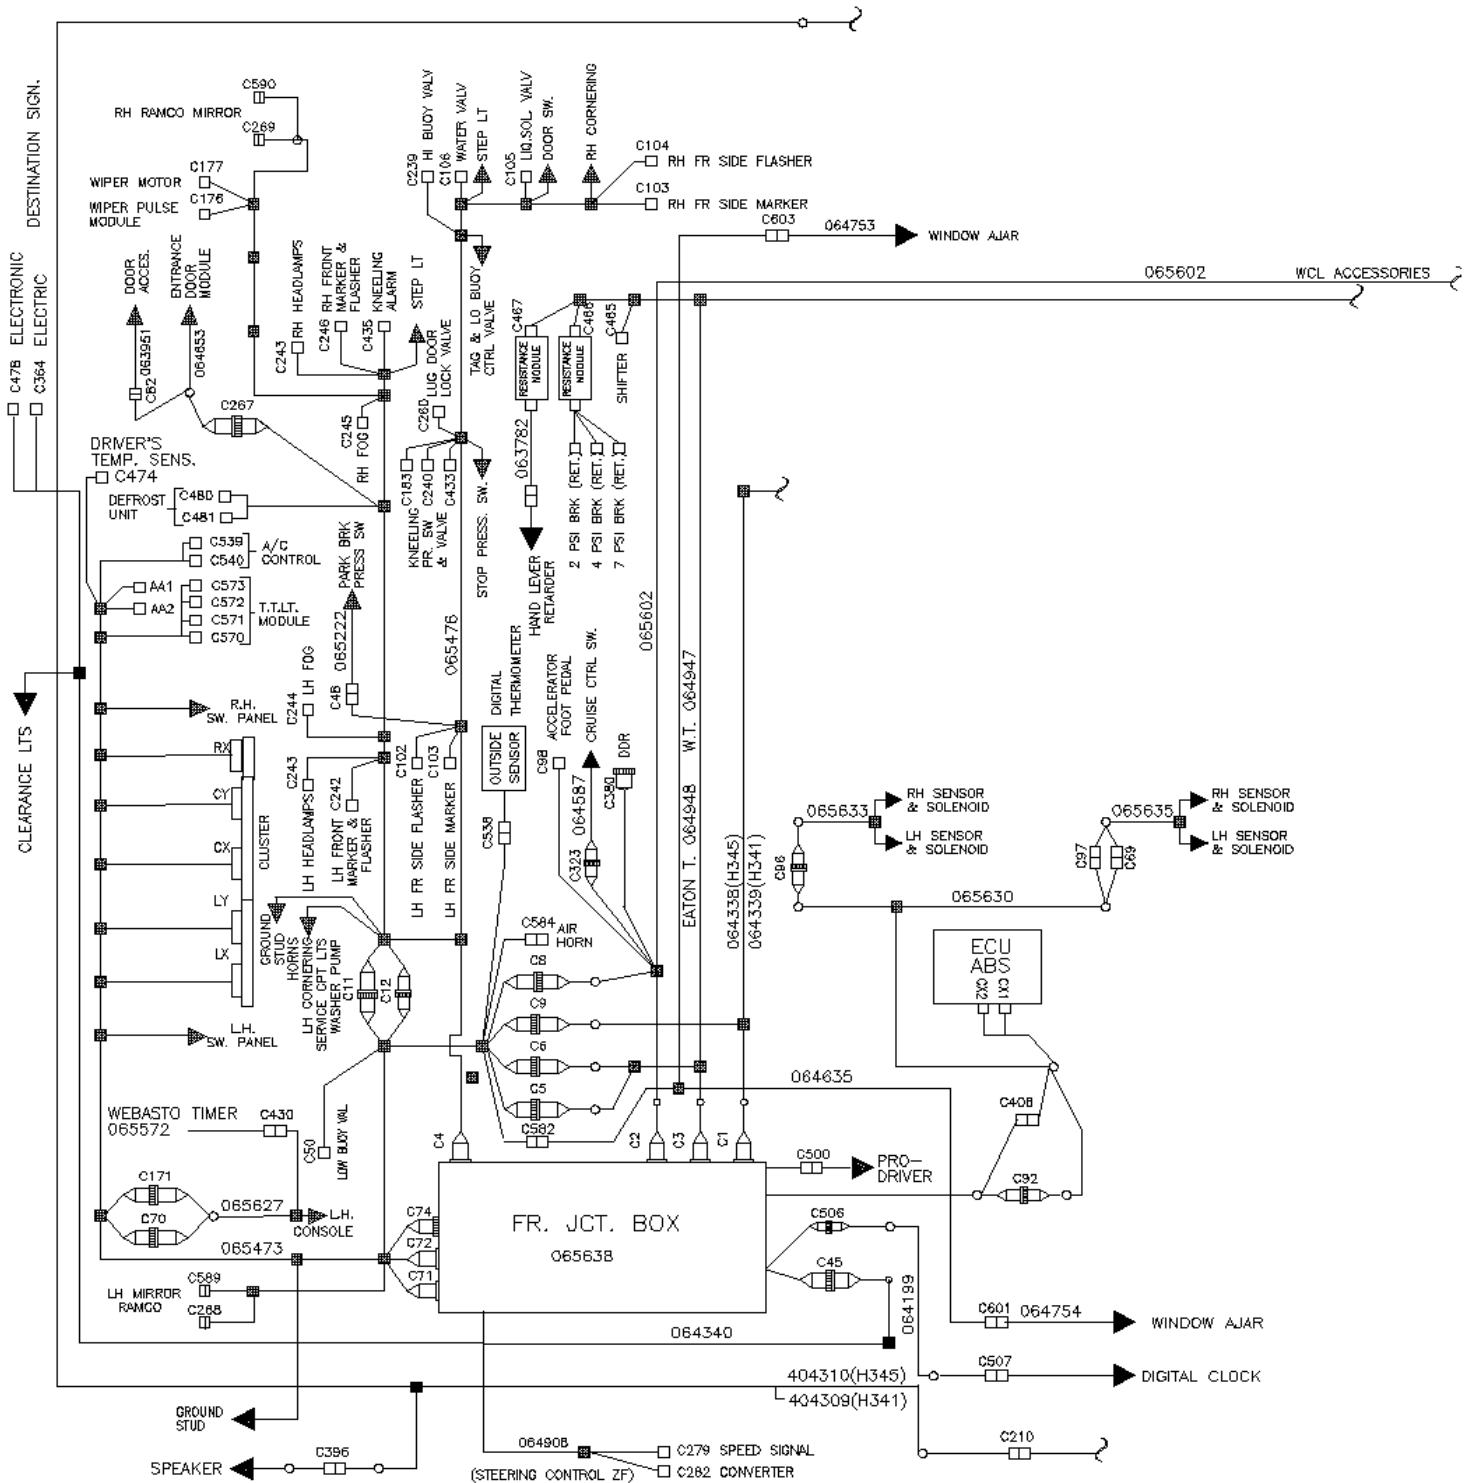 C590
RH RAMCO MIRROR
C269
C177
WIPER MOTOR
C176
WIPER PULSE
MODULE
DESTINATION SIGN.
C478 ELECTRONIC
C364 ELECTRIC
DOOR
ACCES.
ENTRANCE
DOOR
MODULE
063951
C82
064653
C267
C239
HI BUOY VALV
C106
WATER VALV
STEP LT
C105
LIQ.SOL VALV
DOOR SW.
RH CORNERING
C104
RH FR SIDE FLASHER
C103
RH FR SIDE MARKER
C603
064753
WINDOW AJAR
065602
WCL ACCESSORIES
C243
RH HEADLAMPS
C246
RH FRONT
MARKER &
FLASHER
C435
KNEELING
ALARM
STEP LT
TAG & LO BUOY
CTRL VALVE
C260
LUG DOOR
LOCK VALVE
C467
RESISTANCE
MODULE
C466
RESISTANCE
MODULE
C465
SHIFTER
C245
RH FOG
063782
HAND LEVER
RETARDER
2 PSI BRK (RET.)
4 PSI BRK (RET.)
7 PSI BRK (RET.)
C183
C240
C433
KNEELING
PR. SW
& VALVE
STOP PRESS. SW.
DRIVER'S
TEMP. SENS.
C474
DEFROST
UNIT
C480
C481
C539
C540
A/C
CONTROL
AA1
AA2
C573
C572
C571
C570
T.T.LT.
MODULE
PARK BRK
PRESS SW
065222
C48
065476
065602
CLEARANCE LTS
R.H.
SW. PANEL
C244
LH FOG
RX
CY
CX
LY
LX
CLUSTER
C243
LH HEADLAMPS
C242
LH FRONT
MARKER &
FLASHER
C102
LH FR SIDE FLASHER
C103
LH FR SIDE MARKER
DIGITAL
THERMOMETER
OUTSIDE
SENSOR
C538
C98
ACCELERATOR
FOOT PEDAL
CRUISE CTRL SW.
064587
C323
C380
DDR
EATON T. 064948
W.T. 064947
064338(H345)
064339(H341)
065633
RH SENSOR
& SOLENOID
LH SENSOR
& SOLENOID
C96
065635
RH SENSOR
& SOLENOID
LH SENSOR
& SOLENOID
C97
C69
065630
ECU
ABS
CX2
CX1
GROUND
STUD
HORNS
LH CORNERING
SERVICE CPT LTS
WASHER PUMP
C11
C12
C584
AIR
HORN
C8
C9
C6
C5
C582
L.H.
SW. PANEL
C50
LOW BUOY VAL
064635
C408
C92
WEBASTO TIMER
065572
C430
C4
C2
C3
C1
C500
PRO-
DRIVER
C171
C70
065627
L.H.
CONSOLE
065473
C74
C72
C71
FR. JCT. BOX
065638
C506
C45
064199
C589
LH MIRROR
RAMCO
C268
064340
C601
064754
WINDOW AJAR
C507
DIGITAL CLOCK
404310(H345)
404309(H341)
GROUND
STUD
SPEAKER
C396
064908
(STEERING CONTROL ZF)
C279 SPEED SIGNAL
C282 CONVERTER
C210